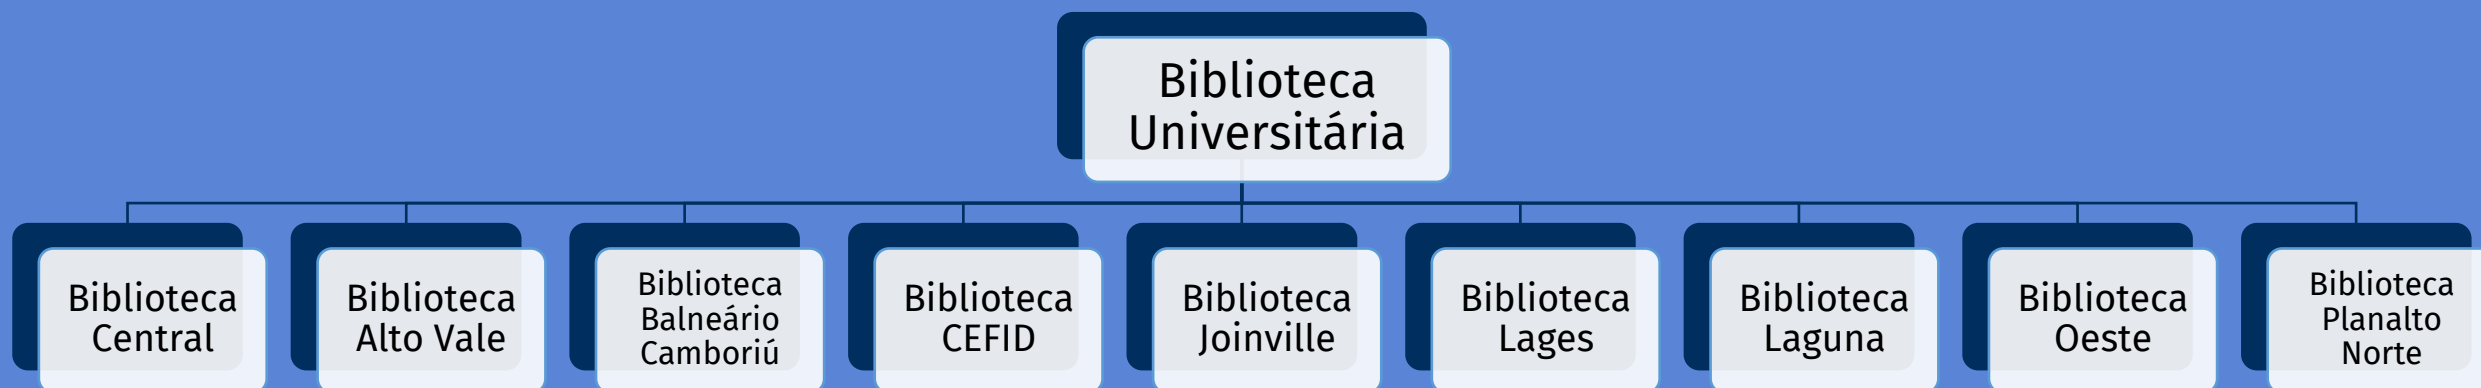 Biblioteca
Universitária
Biblioteca
Central
Biblioteca
Alto Vale
Biblioteca
Balneário
Camboriú
Biblioteca
CEFID
Biblioteca
Joinville
Biblioteca
Lages
Biblioteca
Laguna
Biblioteca
Oeste
Biblioteca
Planalto
Norte